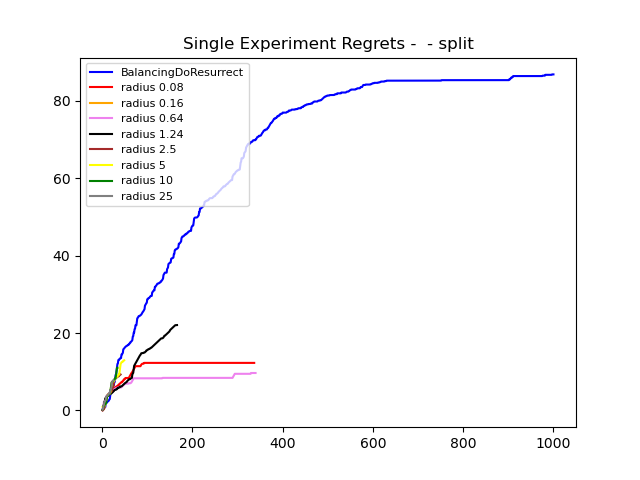 Single Experiment Regrets -  - split
BalancingDoResurrect
radius 0.08
radius 0.16
radius 0.64
radius 1.24
radius 2.5
radius 5
radius 10
radius 25
80
60
40
20
0
0 200 400 600 800 1000